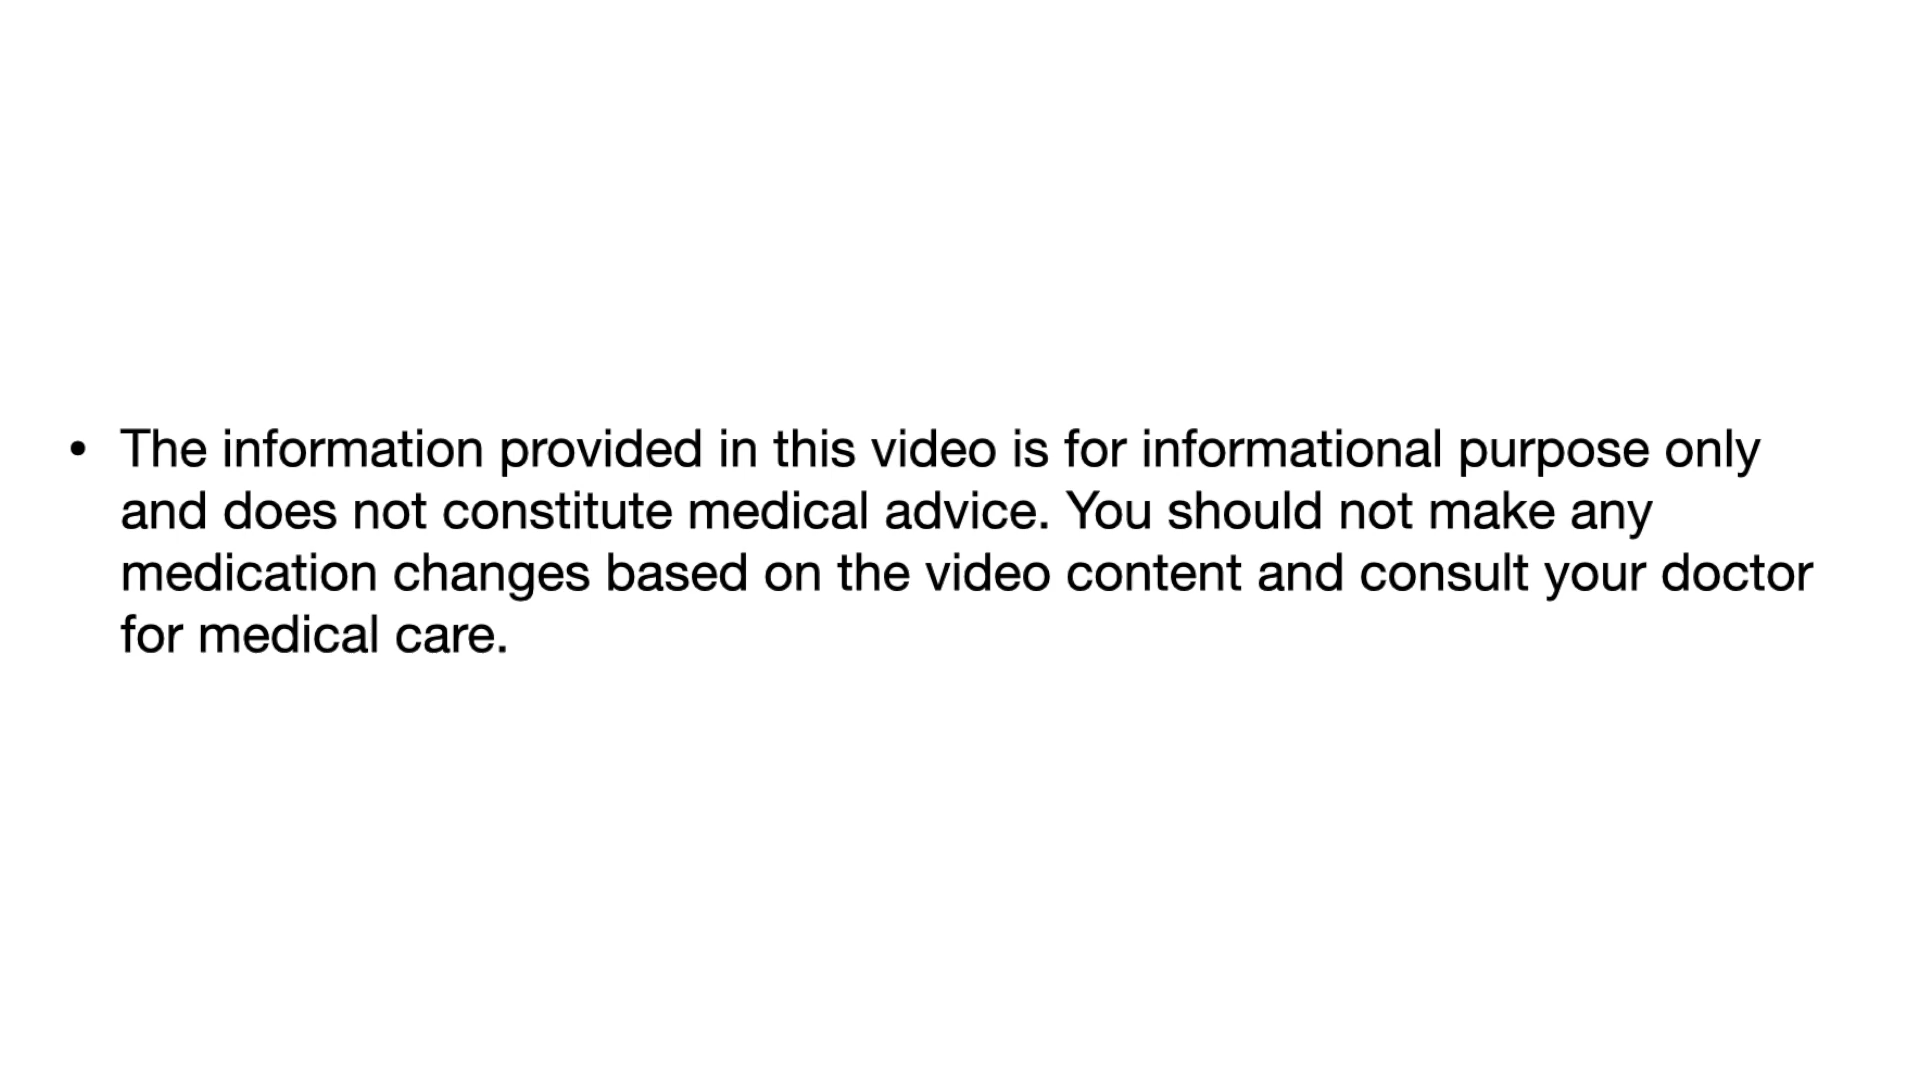 • The information provided in this video is for informational purpose only
and does not constitute medical advice. You should not make any
medication changes based on the video content and consult your doctor
for medical care.